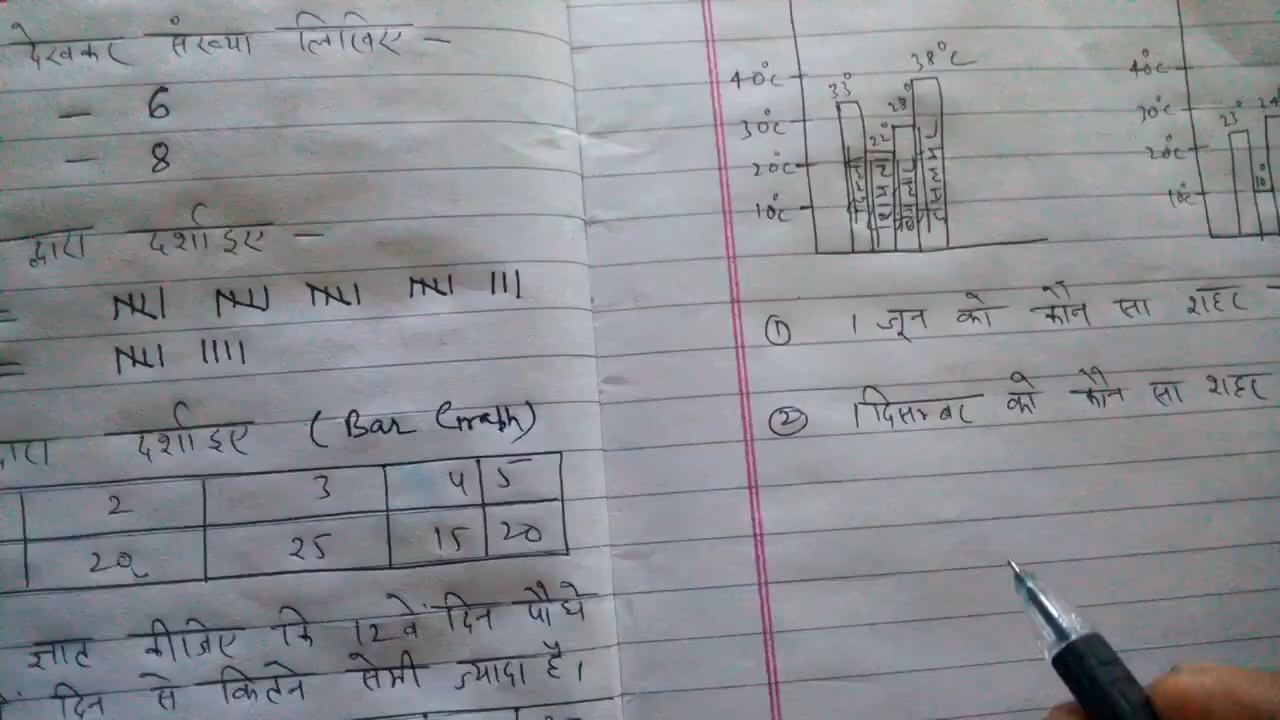 देखकर संख्या लिखिए -
- 6
- 8
द्वारा दर्शाइए -
=
=
द्वारा दर्शाइए (Bar Graph)
2 3 4 5
20 25 15 20
ज्ञात कीजिए कि 12वें दिन पौधे
दिन से कितने सेमी ज्यादा है।
40°C 33° 28° 38°C
30°C 22°
20°C
10°C
40°C
30°C 23°
20°C
10°C
① 1 जून को कौन सा शहर -
② 1 दिसम्बर को कौन सा शहर